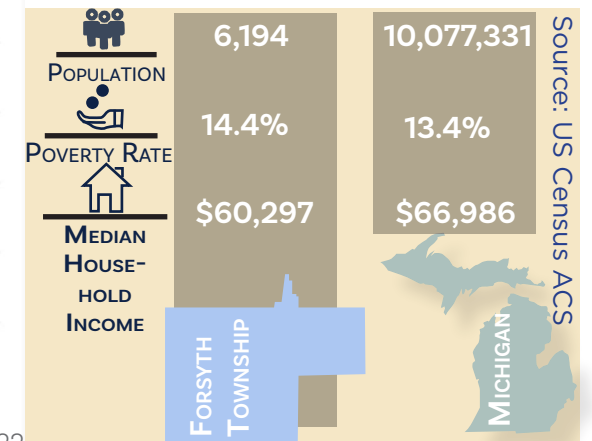 POPULATION
6,194
10,077,331
POVERTY RATE
14.4%
13.4%
MEDIAN
HOUSE-
HOLD
INCOME
$60,297
$66,986
FORSYTH
TOWNSHIP
MICHIGAN
Source: US Census ACS